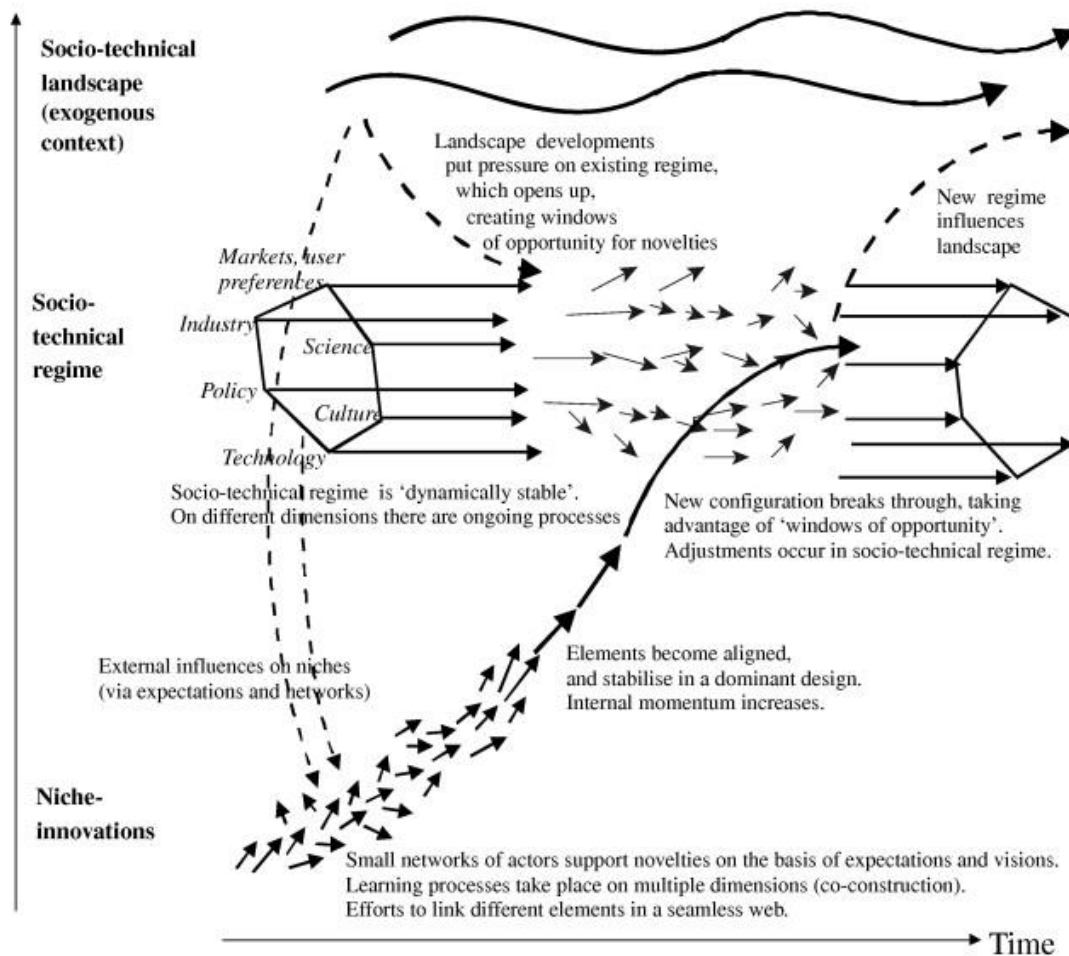 Socio-technical
landscape
(exogenous
context)
Landscape developments
put pressure on existing regime,
which opens up,
creating windows
of opportunity for novelties
New regime
influences
landscape
Markets, user
preferences
Socio-
technical
regime
Industry
Science
Policy
Culture
Technology
Socio-technical regime is ‘dynamically stable’.
On different dimensions there are ongoing processes
New configuration breaks through, taking
advantage of ‘windows of opportunity’.
Adjustments occur in socio-technical regime.
External influences on niches
(via expectations and networks)
Elements become aligned,
and stabilise in a dominant design.
Internal momentum increases.
Niche-
innovations
Small networks of actors support novelties on the basis of expectations and visions.
Learning processes take place on multiple dimensions (co-construction).
Efforts to link different elements in a seamless web.
Time